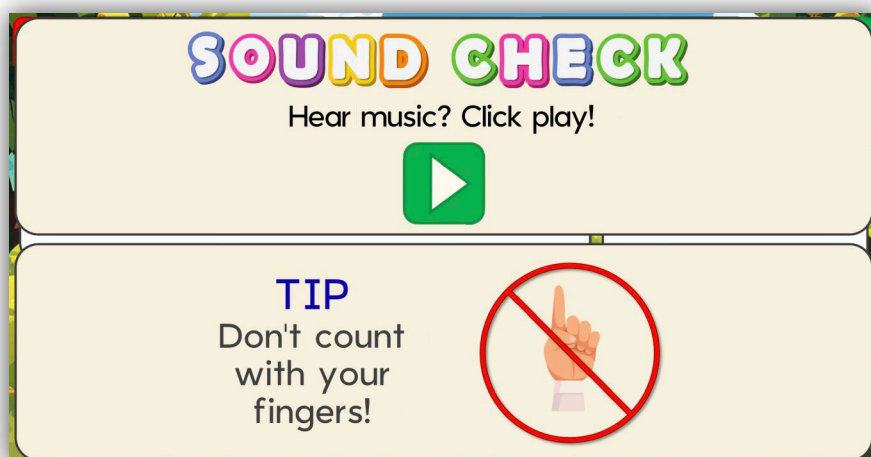 SOUND CHECK
Hear music? Click play!
TIP
Don't count
with your
fingers!